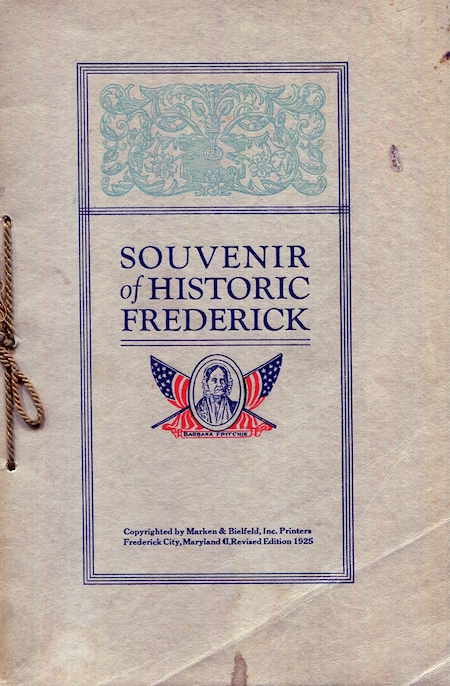 SOUVENIR
of HISTORIC
FREDERICK
BARBARA FRITCHIE
Copyrighted by Marken & Bielfeld, Inc. Printers
Frederick City, Maryland ₵,Revised Edition 1925